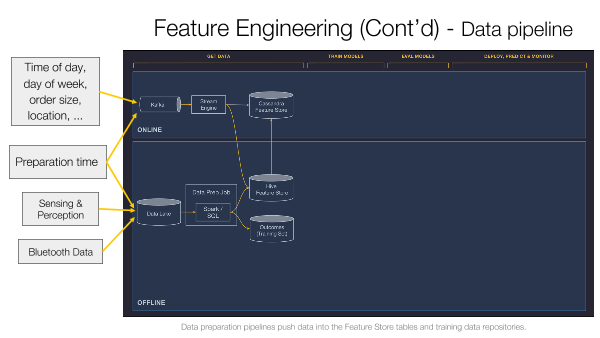 Feature Engineering (Cont'd) - Data pipeline
GET DATA
TRAIN MODELS
EVAL MODELS
DEPLOY, PREDICT & MONITOR
Time of day,
day of week,
order size,
location, ...
Preparation time
Sensing &
Perception
Bluetooth Data
Kafka
Stream
Engine
Cassandra
Feature Store
ONLINE
Data Lake
Data Prep Job
Spark /
SQL
Hive
Feature Store
Outcomes
(Training Set)
OFFLINE
Data preparation pipelines push data into the Feature Store tables and training data repositories.